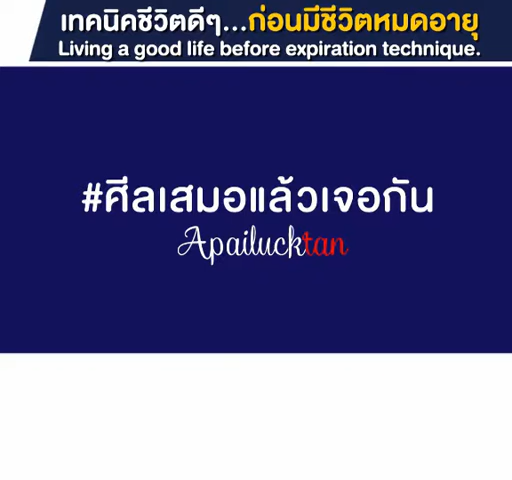 เทคนิคชีวิตดีๆ...ก่อนมีชีวิตหมดอายุ
Living a good life before expiration technique.
#ศีลเสมอแล้วเจอกัน
Apailucktan